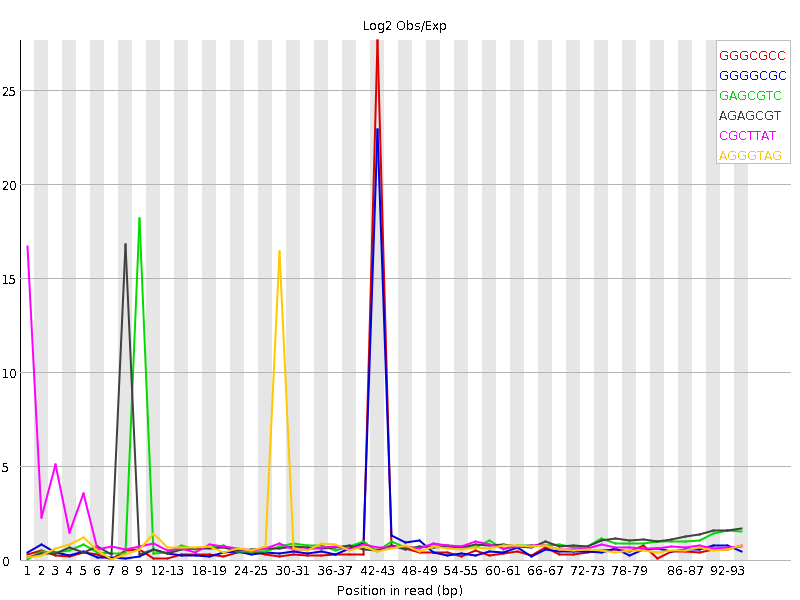 Log2 Obs/Exp
GGGCGCC
GGGGCGC
GAGCGTC
AGAGCGT
CGCTTAT
AGGGTAG
25
20
15
10
5
0
1 2 3 4 5 6 7 8 9 12-13 18-19 24-25 30-31 36-37 42-43 48-49 54-55 60-61 66-67 72-73 78-79 86-87 92-93
Position in read (bp)